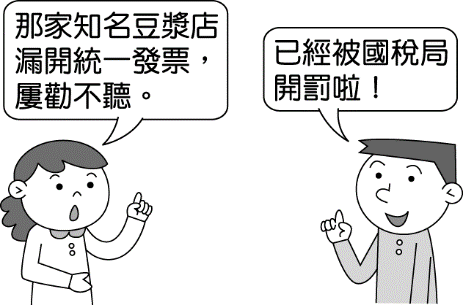 那家知名豆漿店
漏開統一發票，
屢勸不聽。
已經被國稅局
開罰啦！